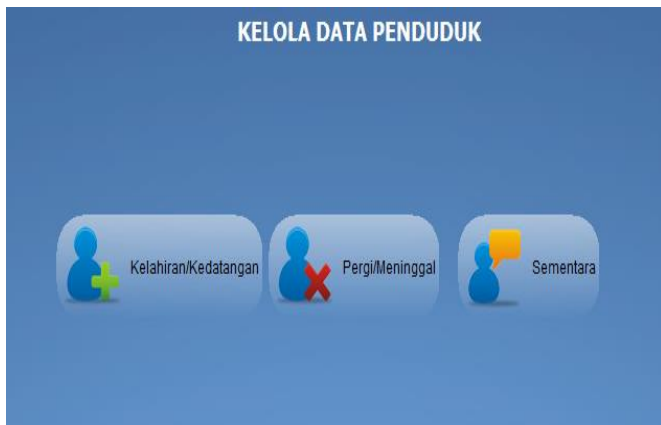 KELOLA DATA PENDUDUK
Kelahiran/Kedatangan
Pergi/Meninggal
Sementara